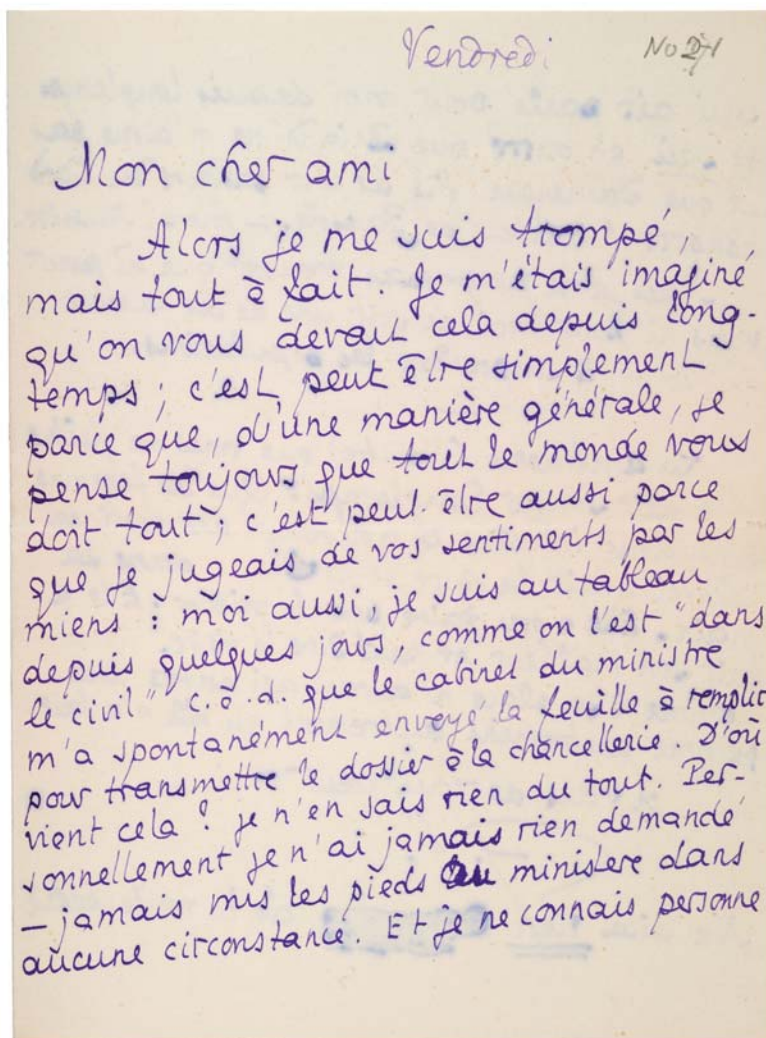 Vendredi No 271
Mon cher ami
Alors je me suis trompé,
mais tout à fait. Je m'étais imaginé
qu'on vous devait cela depuis long-
temps ; c'est peut être simplement
parce que, d'une manière générale, je
pense toujours que tout le monde vous
doit tout ; c'est peut-être aussi parce
que je jugeais de vos sentiments par les
miens : moi aussi, je suis au tableau
depuis quelques jours, comme on l'est "dans
le civil" c.à.d. que le cabinet du ministre
m'a spontanément envoyé la feuille à remplir
pour transmettre le dossier à la chancellerie. D'où
vient cela ? je n'en sais rien du tout. Per-
sonnellement je n'ai jamais rien demandé
– jamais mis les pieds au ministere dans
aucune circonstance. Et je ne connais personne